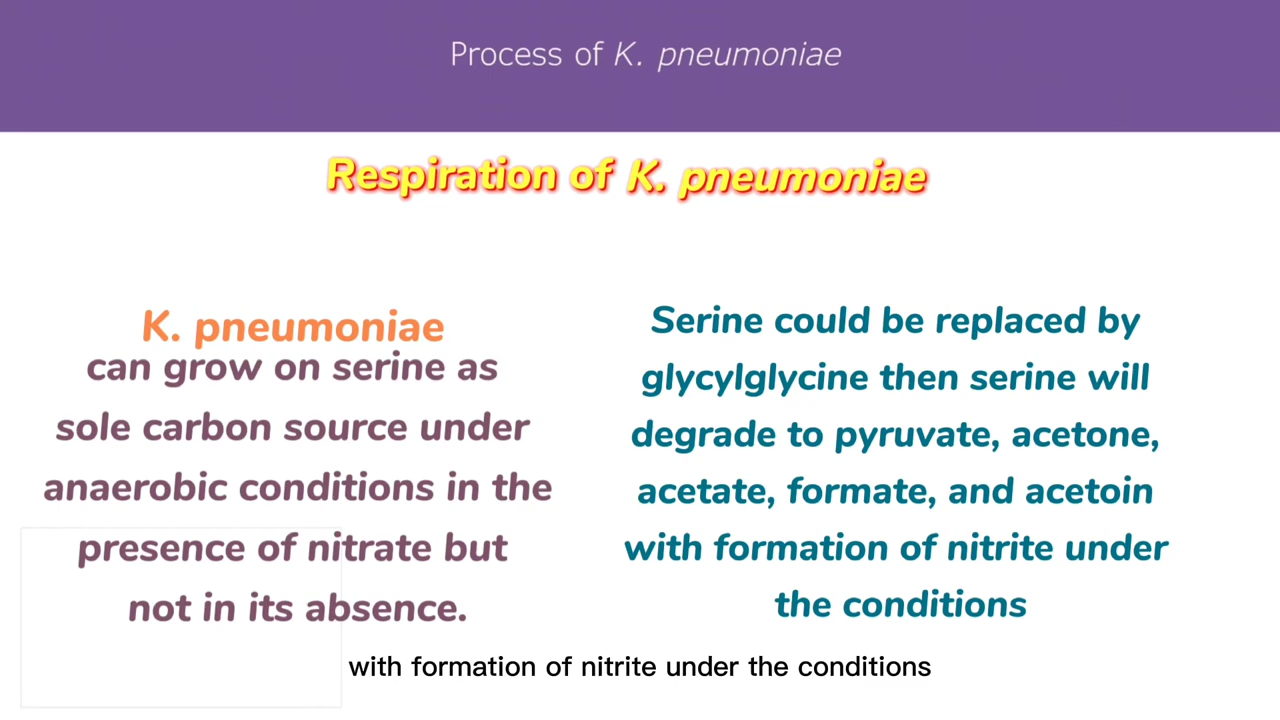 Process of K. pneumoniae
Respiration of K. pneumoniae
K. pneumoniae
can grow on serine as
sole carbon source under
anaerobic conditions in the
presence of nitrate but
not in its absence.
Serine could be replaced by
glycylglycine then serine will
degrade to pyruvate, acetone,
acetate, formate, and acetoin
with formation of nitrite under
the conditions
with formation of nitrite under the conditions